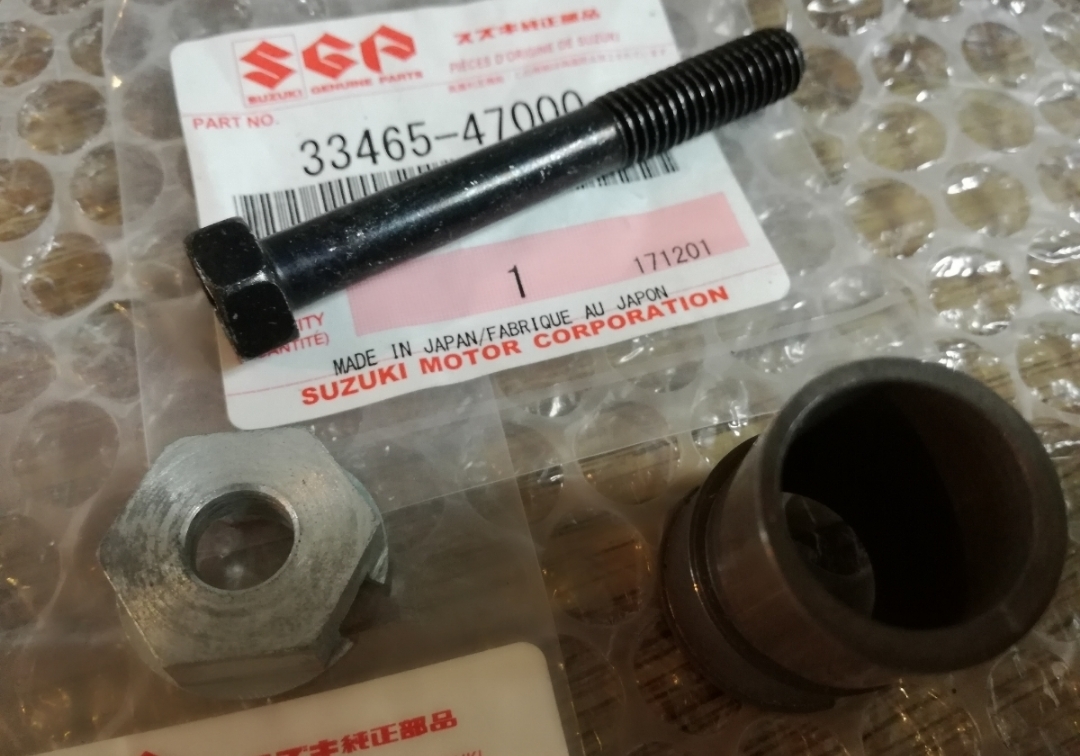 SGP
SUZUKI GENUINE PARTS
スズキ純正部品
PIÈCES D'ORIGINE DE SUZUKI
PART NO.
33465-47000
1
171201
MADE IN JAPAN/FABRIQUE AU JAPON
SUZUKI MOTOR CORPORATION
スズキ純正部品